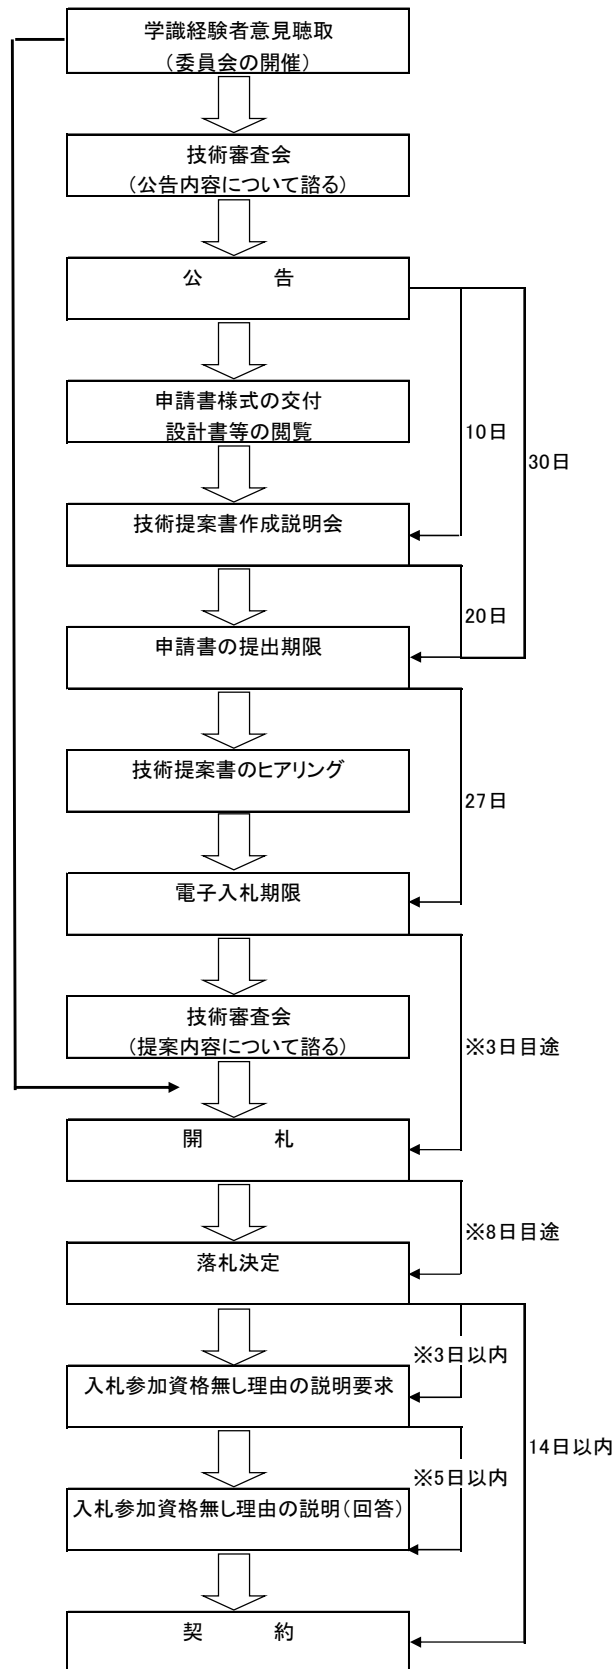 学識経験者意見聴取
（委員会の開催）
技術審査会
（公告内容について諮る）
公　　　告
申請書様式の交付
設計書等の閲覧
10日
30日
技術提案書作成説明会
20日
申請書の提出期限
技術提案書のヒアリング
27日
電子入札期限
技術審査会
（提案内容について諮る）
※3日目途
開　　　札
※8日目途
落札決定
※3日以内
入札参加資格無し理由の説明要求
14日以内
※5日以内
入札参加資格無し理由の説明（回答）
契　　　約